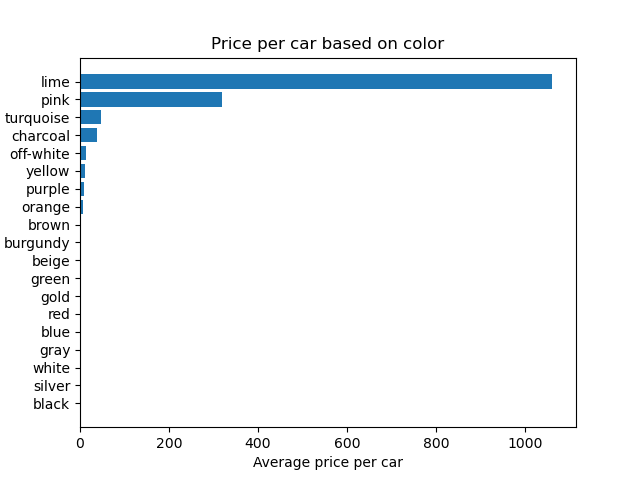 Price per car based on color
lime
pink
turquoise
charcoal
off-white
yellow
purple
orange
brown
burgundy
beige
green
gold
red
blue
gray
white
silver
black
0 200 400 600 800 1000
Average price per car